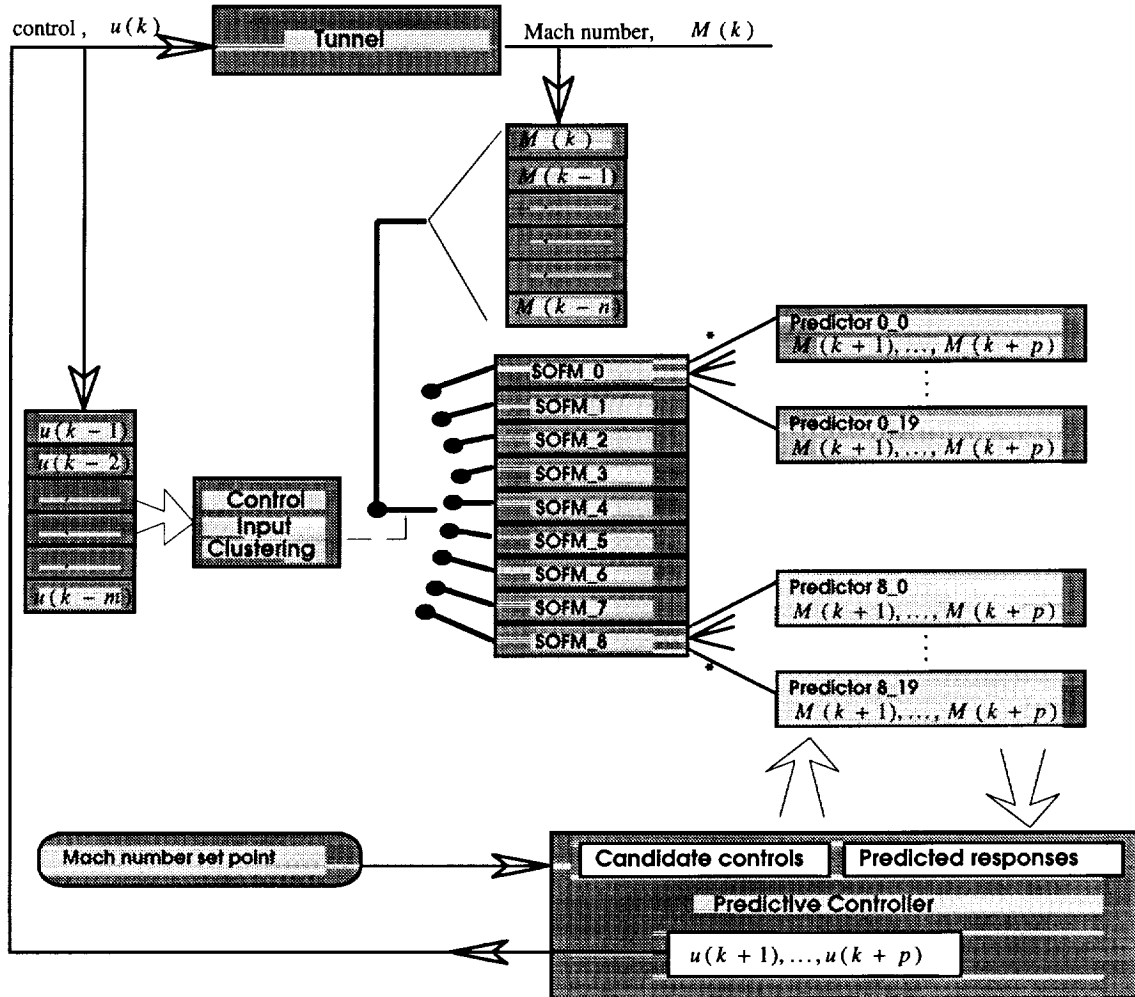 control , u(k)
Tunnel
Mach number, M(k)
M(k)
M(k − 1)
M(k − n)
u(k − 1)
u(k − 2)
u(k − m)
Control
Input
Clustering
SOFM_0
SOFM_1
SOFM_2
SOFM_3
SOFM_4
SOFM_5
SOFM_6
SOFM_7
SOFM_8
*
Predictor 0_0
M(k + 1), ..., M(k + p)
Predictor 0_19
M(k + 1), ..., M(k + p)
Predictor 8_0
M(k + 1), ..., M(k + p)
*
Predictor 8_19
M(k + 1), ..., M(k + p)
Mach number set point
Candidate controls
Predicted responses
Predictive Controller
u(k + 1), ..., u(k + p)